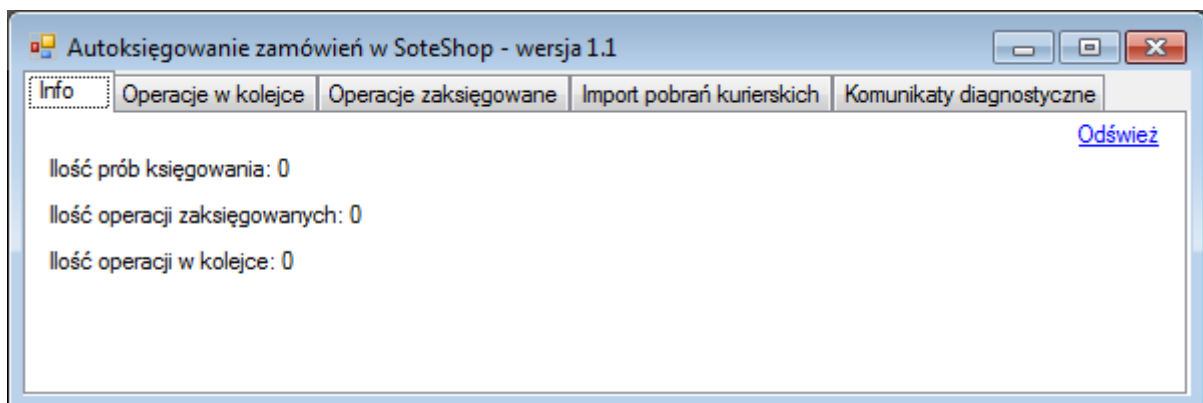 Autoksięgowanie zamówień w SoteShop - wersja 1.1
Info Operacje w kolejce Operacje zaksięgowane Import pobrań kurierskich Komunikaty diagnostyczne
Odśwież
Ilość prób księgowania: 0
Ilość operacji zaksięgowanych: 0
Ilość operacji w kolejce: 0